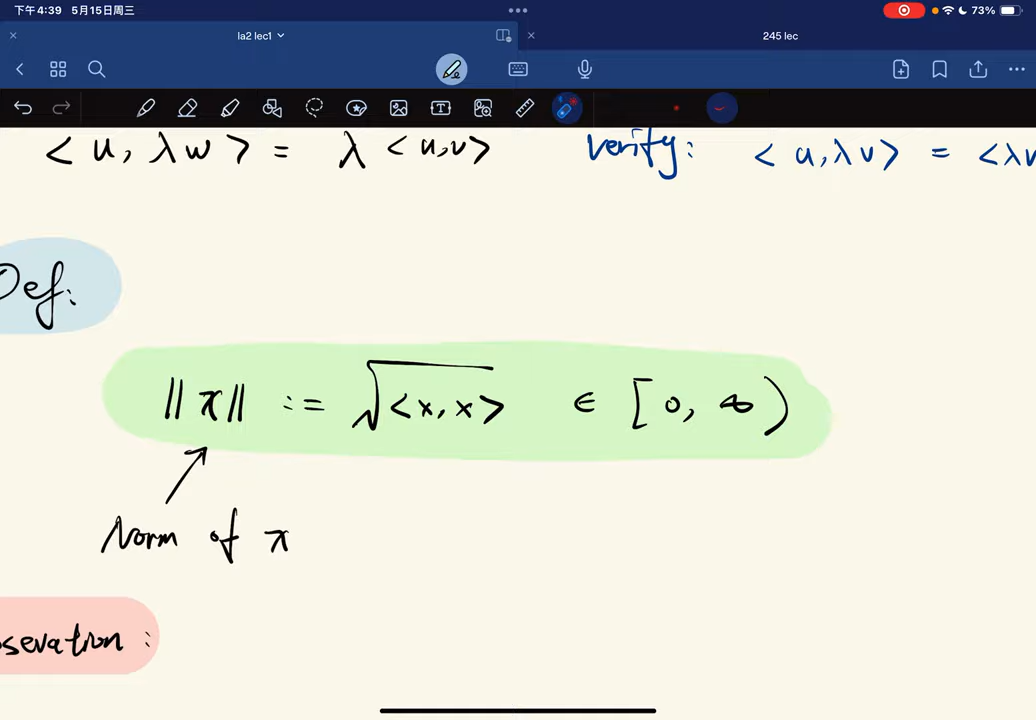 下午4:39 5月15日周三
73%
la2 lec1
245 lec
< u, λw > = λ <u,v>
verify: < u,λv> = <λv
Def:
||x|| := √<x,x> ∈ [0, ∞)
Norm of x
sevation :